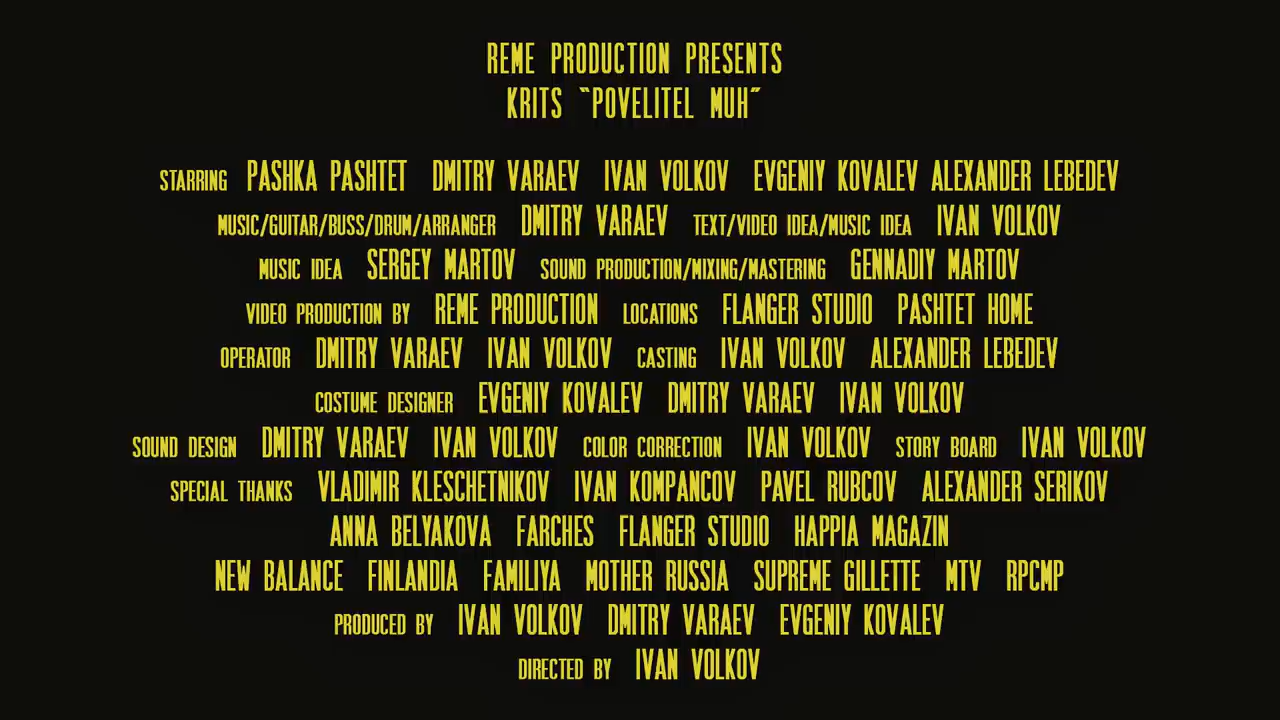 REME PRODUCTION PRESENTS
KRITS "POVELITEL MUH"
STARRING PASHKA PASHTET DMITRY VARAEV IVAN VOLKOV EVGENIY KOVALEV ALEXANDER LEBEDEV
MUSIC/GUITAR/BUSS/DRUM/ARRANGER DMITRY VARAEV TEXT/VIDEO IDEA/MUSIC IDEA IVAN VOLKOV
MUSIC IDEA SERGEY MARTOV SOUND PRODUCTION/MIXING/MASTERING GENNADIY MARTOV
VIDEO PRODUCTION BY REME PRODUCTION LOCATIONS FLANGER STUDIO PASHTET HOME
OPERATOR DMITRY VARAEV IVAN VOLKOV CASTING IVAN VOLKOV ALEXANDER LEBEDEV
COSTUME DESIGNER EVGENIY KOVALEV DMITRY VARAEV IVAN VOLKOV
SOUND DESIGN DMITRY VARAEV IVAN VOLKOV COLOR CORRECTION IVAN VOLKOV STORY BOARD IVAN VOLKOV
SPECIAL THANKS VLADIMIR KLESCHETNIKOV IVAN KOMPANCOV PAVEL RUBCOV ALEXANDER SERIKOV
ANNA BELYAKOVA FARCHES FLANGER STUDIO HAPPIA MAGAZIN
NEW BALANCE FINLANDIA FAMILIYA MOTHER RUSSIA SUPREME GILLETTE MTV RPCMP
PRODUCED BY IVAN VOLKOV DMITRY VARAEV EVGENIY KOVALEV
DIRECTED BY IVAN VOLKOV